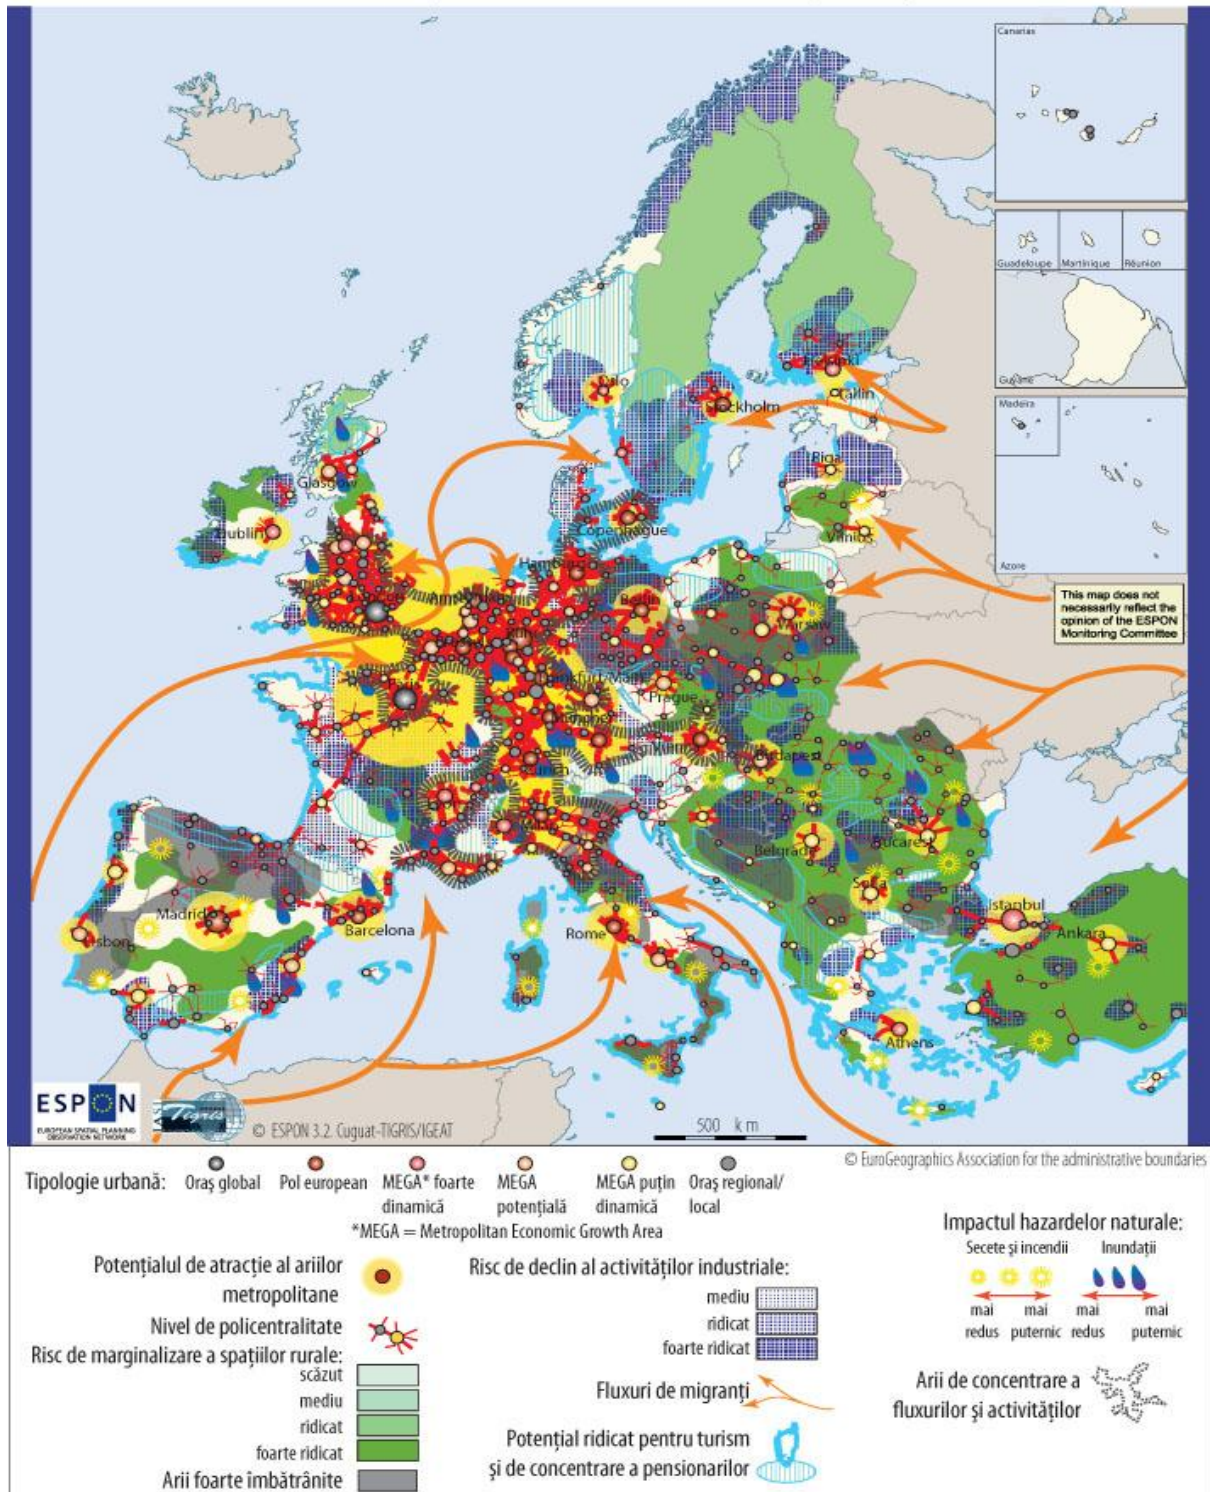 Canarias
Guadeloupe Martinique Réunion
Guyane
Madeira
Azore
This map does not
necessarily reflect the
opinion of the ESPON
Monitoring Committee
Oslo
Stockholm
Helsinki
Tallin
Riga
Vilnius
Glasgow
Dublin
Copenhague
Hamburg
London
Berlin
Warsaw
Paris
Frankfurt/Main
Prague
Budapest
Belgrade
Bucarest
Sofia
Istanbul
Ankara
Madrid
Lisbon
Barcelona
Rome
Athens
ESPON
EUROPEAN SPATIAL PLANNING
OBSERVATION NETWORK
Tigris
© ESPON 3.2. Cuguat-TIGRIS/IGEAT
500 km
© EuroGeographics Association for the administrative boundaries
Tipologie urbană:
Oraş global
Pol european
MEGA* foarte
dinamică
MEGA
potenţială
MEGA puţin
dinamică
Oraş regional/
local
*MEGA = Metropolitan Economic Growth Area
Potenţialul de atracţie al ariilor
metropolitane
Nivel de policentralitate
Risc de marginalizare a spaţiilor rurale:
scăzut
mediu
ridicat
foarte ridicat
Arii foarte îmbătrânite
Risc de declin al activităţilor industriale:
mediu
ridicat
foarte ridicat
Fluxuri de migranţi
Potenţial ridicat pentru turism
şi de concentrare a pensionarilor
Impactul hazardelor naturale:
Secete şi incendii
Inundaţii
mai
redus
mai
puternic
mai
redus
mai
puternic
Arii de concentrare a
fluxurilor şi activităţilor